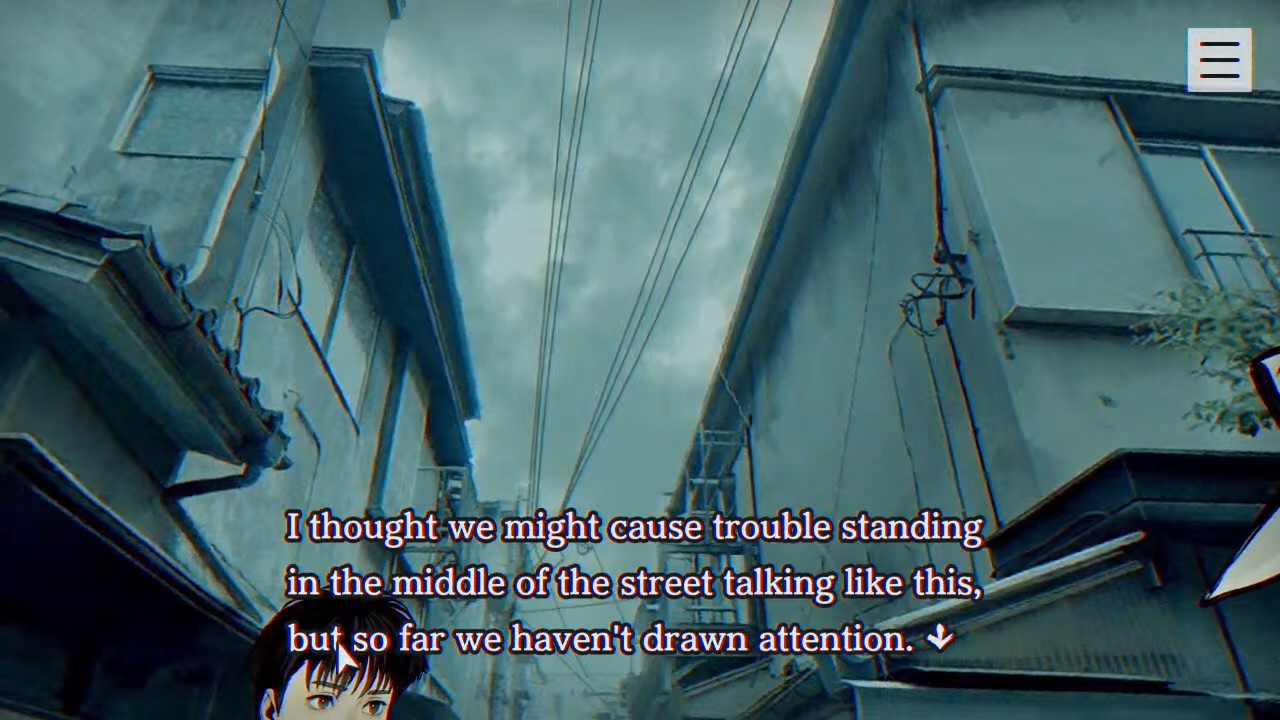 I thought we might cause trouble standing
in the middle of the street talking like this,
but so far we haven't drawn attention.